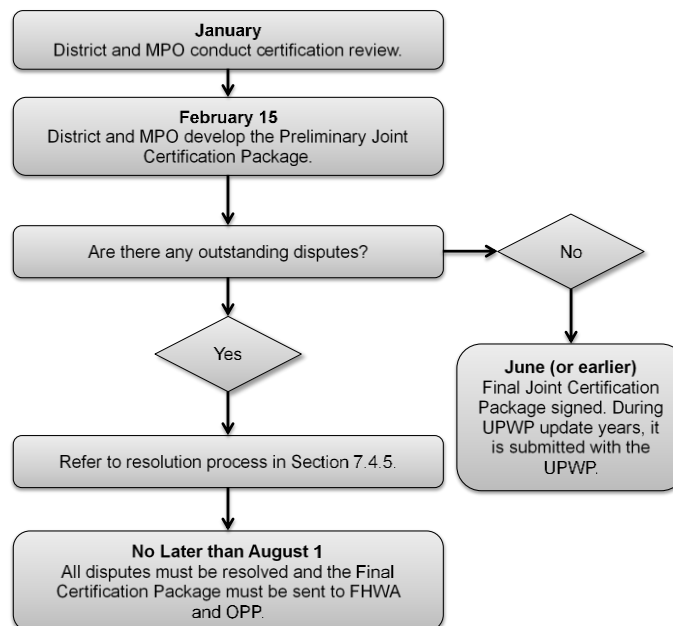 January
District and MPO conduct certification review.
February 15
District and MPO develop the Preliminary Joint
Certification Package.
Are there any outstanding disputes?
No
Yes
June (or earlier)
Final Joint Certification
Package signed. During
UPWP update years, it
is submitted with the
UPWP.
Refer to resolution process in Section 7.4.5.
No Later than August 1
All disputes must be resolved and the Final
Certification Package must be sent to FHWA
and OPP.